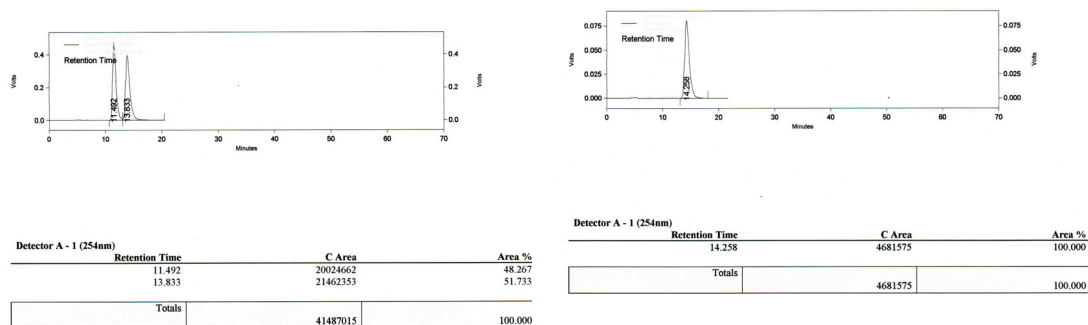 Retention Time
Volts
0.4
0.2
0.0
11.492
13.833
0.4
0.2
0.0
Volts
0 10 20 30 40 50 60 70
Minutes
Detector A - 1 (254nm)
Retention Time C Area Area %
11.492 20024662 48.267
13.833 21462353 51.733
Totals
41487015 100.000
Retention Time
Volts
0.075
0.050
0.025
0.000
14.258
0.075
0.050
0.025
0.000
Volts
0 10 20 30 40 50 60 70
Minutes
Detector A - 1 (254nm)
Retention Time C Area Area %
14.258 4681575 100.000
Totals
4681575 100.000